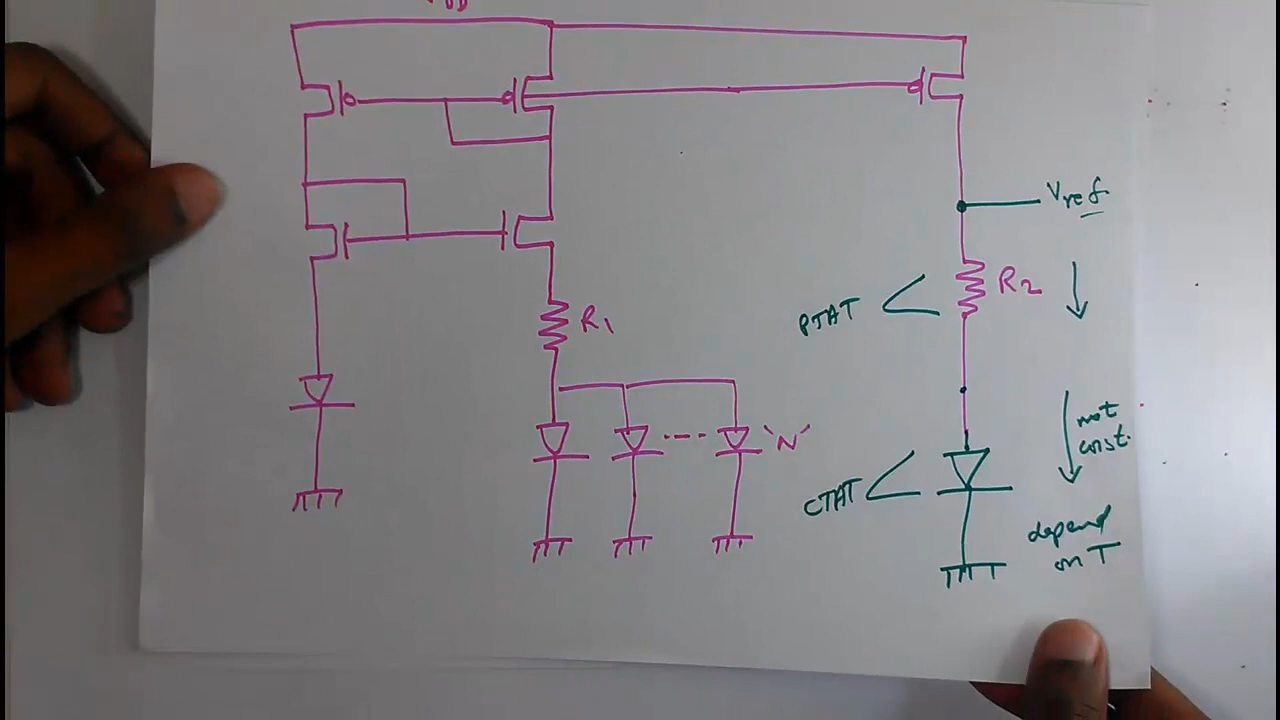 Vref
R2
R1
PTAT
not
const.
'N'
CTAT
depend
on T